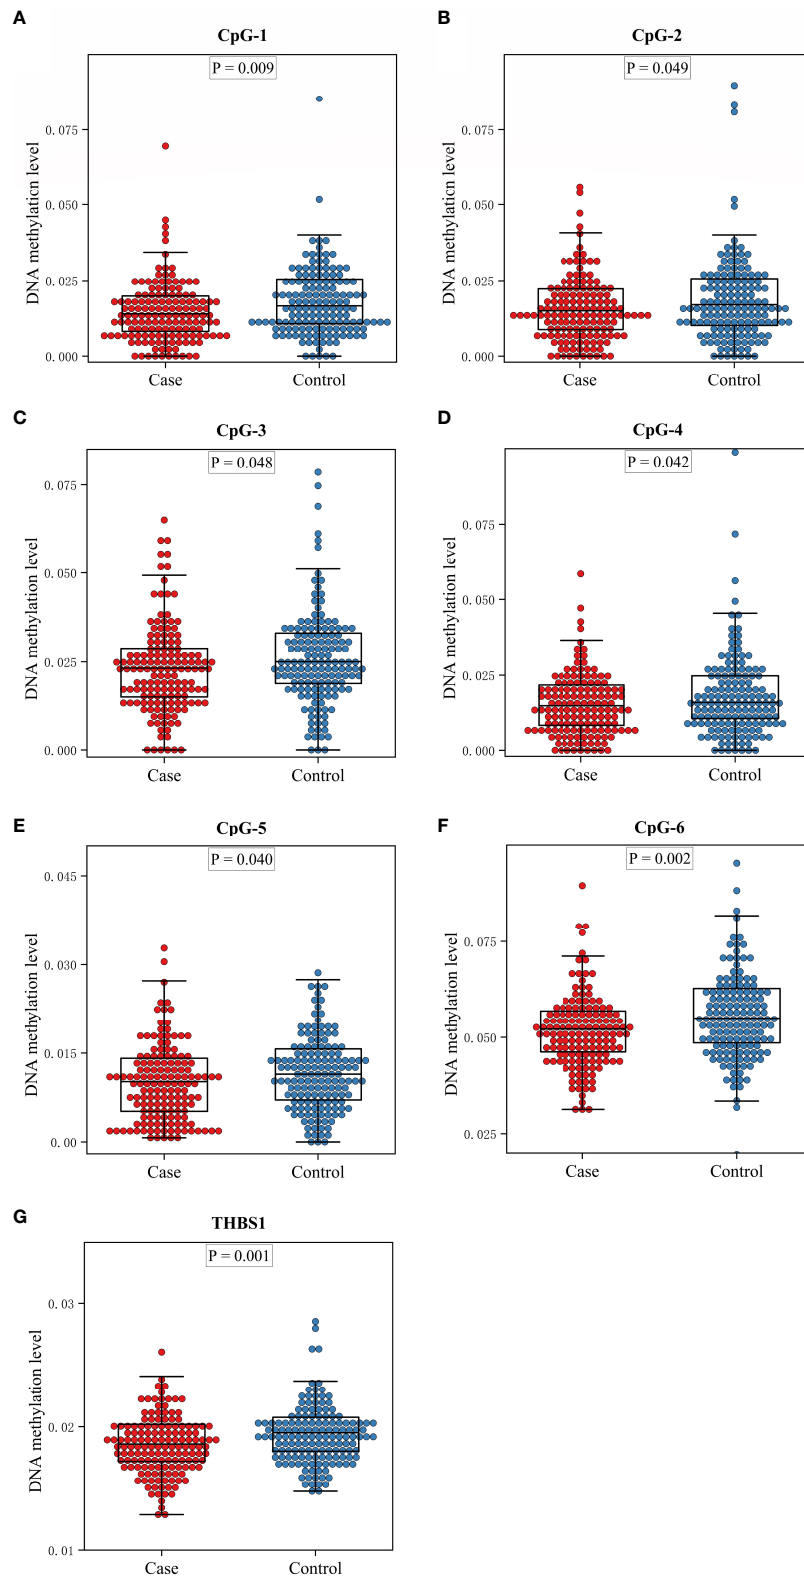 A
CpG-1
P = 0.009
DNA methylaticn level
0. 075
0. 050
0. 025
0. 000
Case
Control
B
CpG-2
P = 0.049
DNA methylaticn level
0. 075
0. 050
0. 025
0. 000
Case
Control
C
CpG-3
P = 0.048
DNA methylation level
0. 075
0. 050
0. 025
0. 000
Case
Control
D
CpG-4
P = 0.042
DNA methylation level
0. 075
0. 050
0. 025
0. 000
Case
Control
E
CpG-5
P = 0.040
DNA methylation level
0. 045
0. 030
0. 015
0. 00
Case
Control
F
CpG-6
P = 0.002
DNA methylation level
0. 075
0. 050
0. 025
Case
Control
G
THBS1
P = 0.001
DNA methylation level
0. 03
0. 02
0. 01
Case
Control